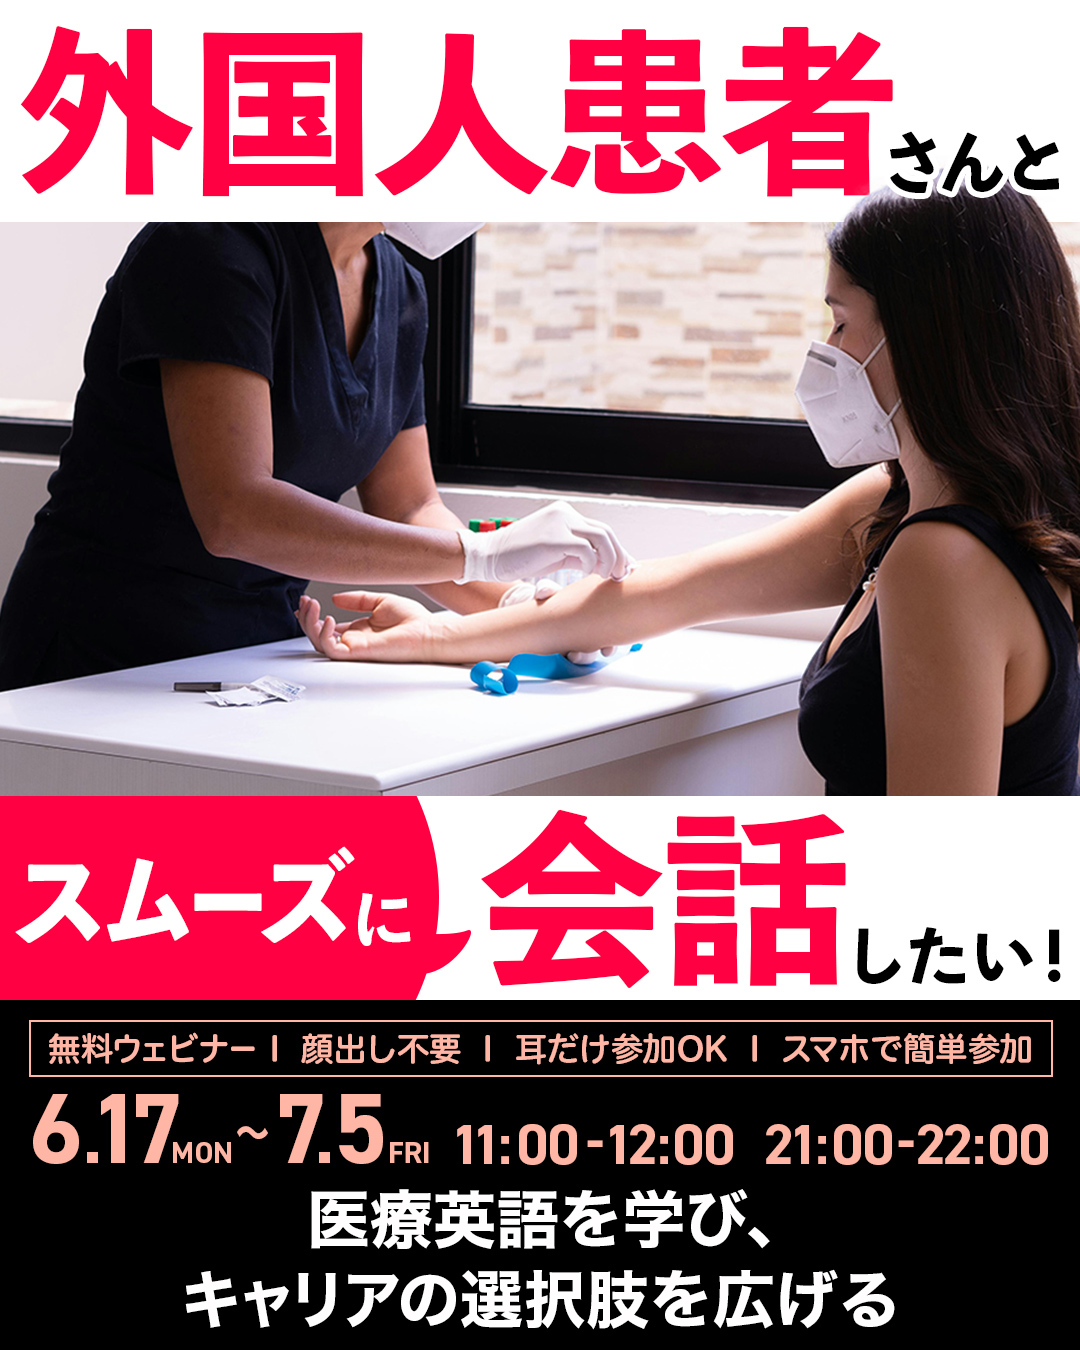 外国人患者さんと
スムーズに会話したい!
無料ウェビナー | 顔出し不要 | 耳だけ参加OK | スマホで簡単参加
6.17MON～7.5FRI 11:00-12:00 21:00-22:00
医療英語を学び、
キャリアの選択肢を広げる